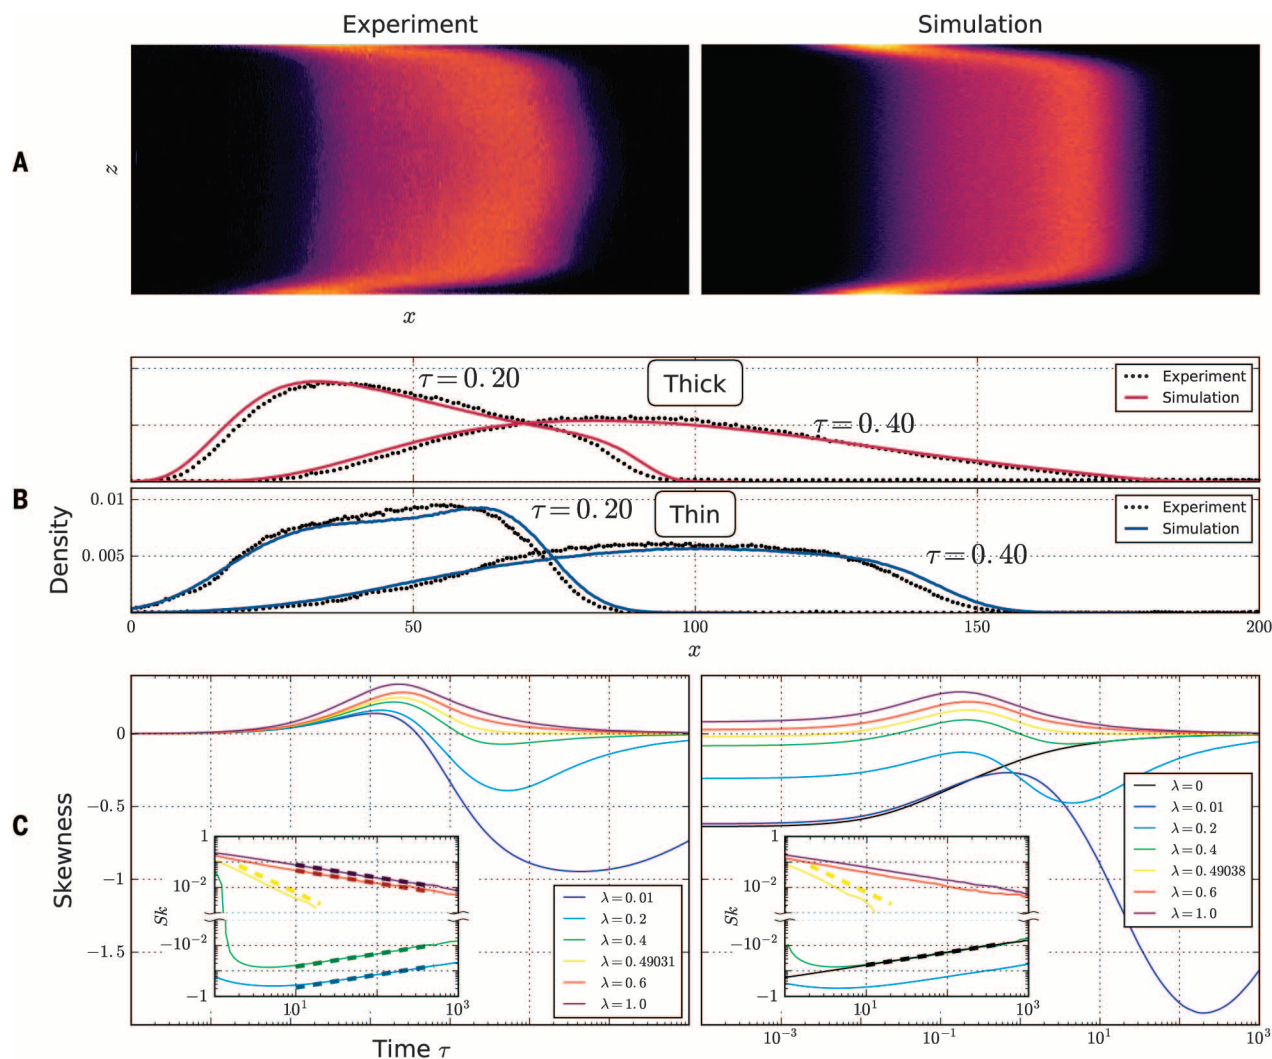 Experiment
Simulation
A
z
x
Thick
τ = 0.20
τ = 0.40
Experiment
Simulation
B
Density
0.01
0.005
Thin
τ = 0.20
τ = 0.40
Experiment
Simulation
0
50
100
150
200
x
C
Skewness
0
−0.5
−1
−1.5
Sk
1
10⁻²
−10⁻²
−1
10¹
10³
λ = 0.01
λ = 0.2
λ = 0.4
λ = 0.49031
λ = 0.6
λ = 1.0
Time τ
Sk
1
10⁻²
−10⁻²
−1
10¹
10³
λ = 0
λ = 0.01
λ = 0.2
λ = 0.4
λ = 0.49038
λ = 0.6
λ = 1.0
10⁻³
10⁻¹
10¹
10³